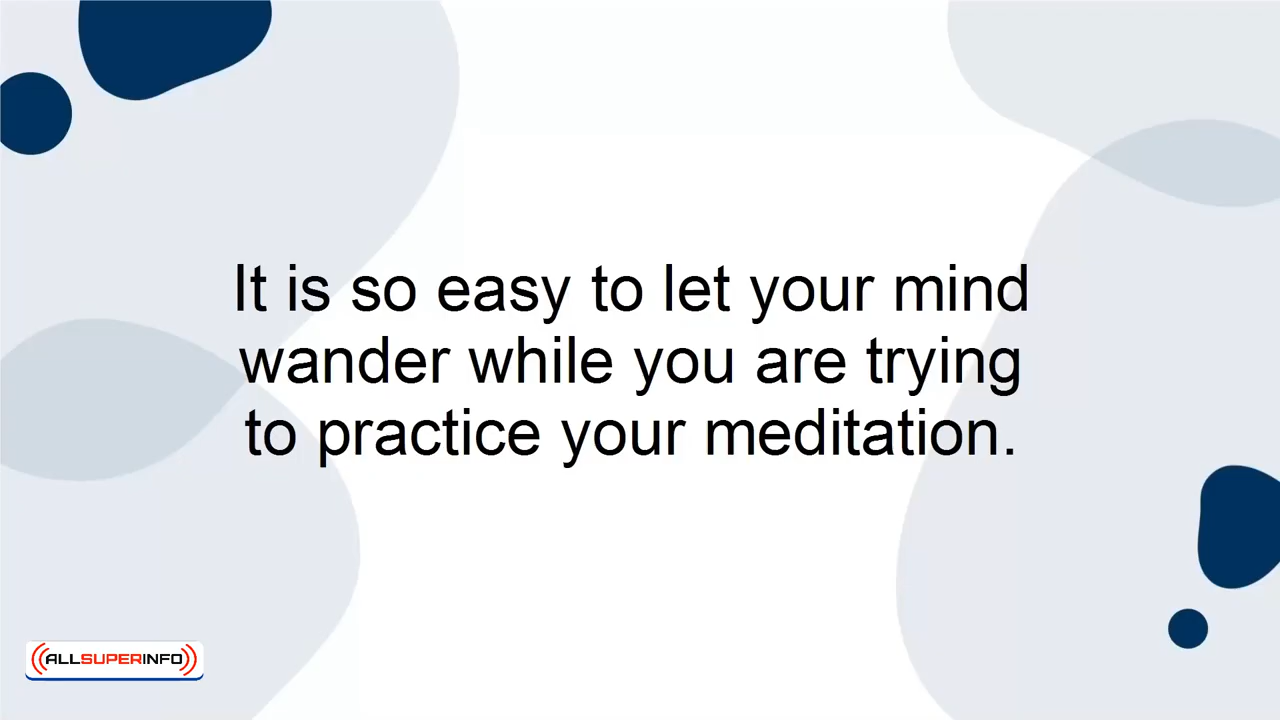 It is so easy to let your mind
wander while you are trying
to practice your meditation.
ALLSUPERINFO